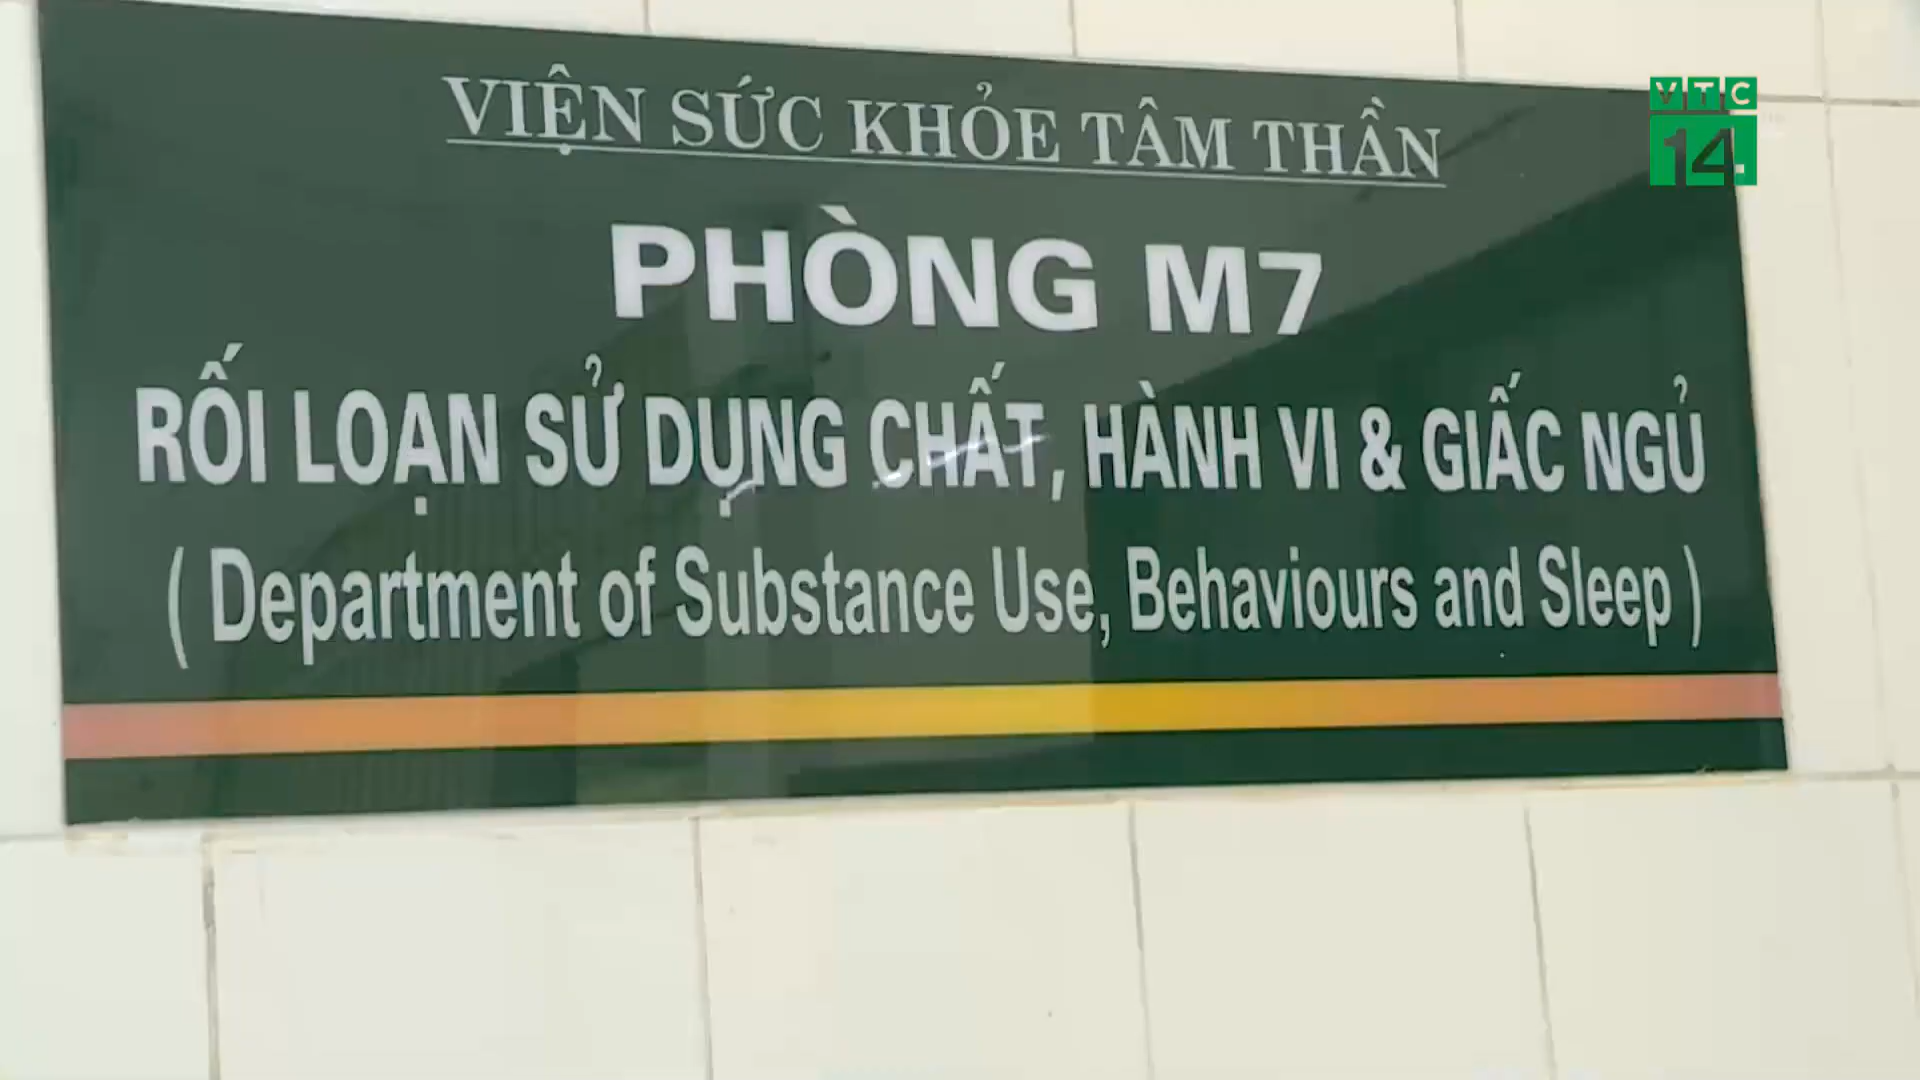 VIỆN SỨC KHỎE TÂM THẦN
VTC
14
PHÒNG M7
RỐI LOẠN SỬ DỤNG CHẤT, HÀNH VI & GIẤC NGỦ
( Department of Substance Use, Behaviours and Sleep )